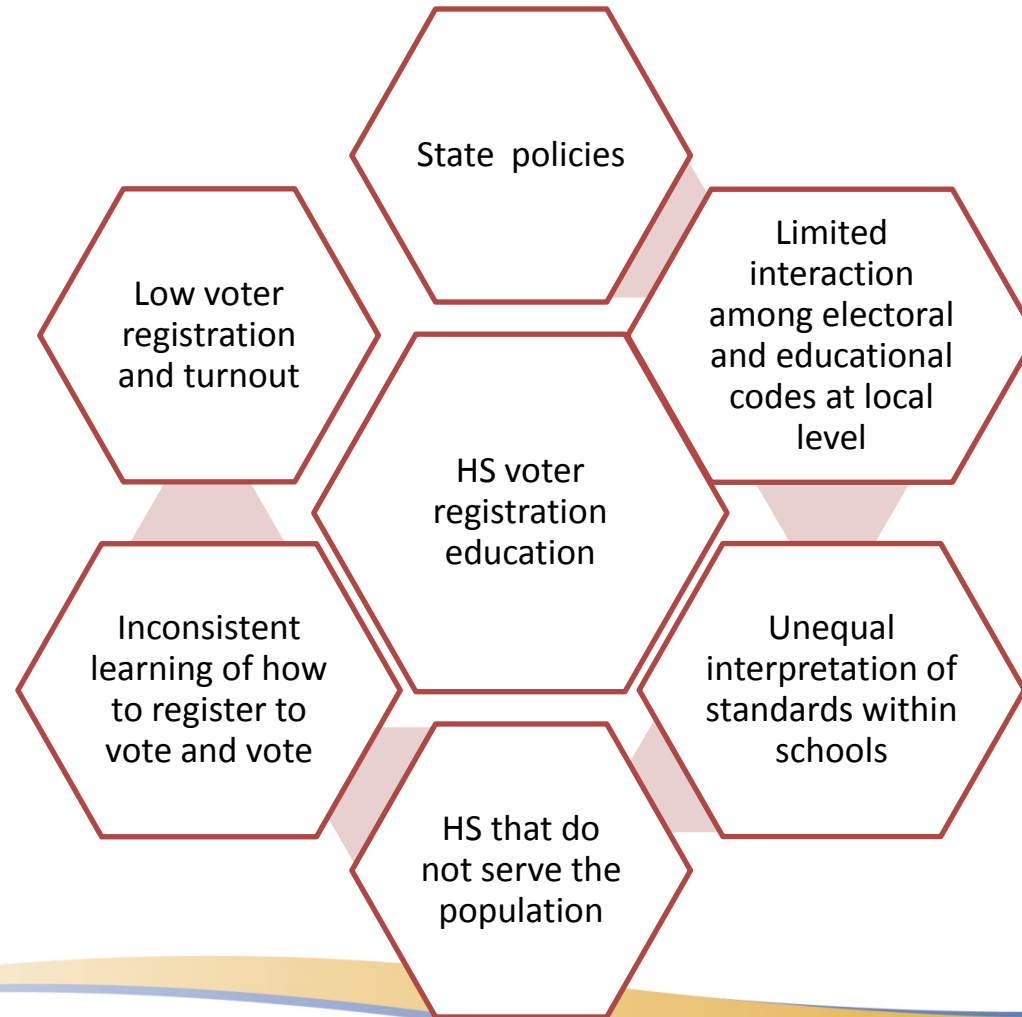 State policies
Limited
interaction
among electoral
and educational
codes at local
level
Low voter
registration
and turnout
HS voter
registration
education
Inconsistent
learning of how
to register to
vote and vote
Unequal
interpretation of
standards within
schools
HS that do
not serve the
population